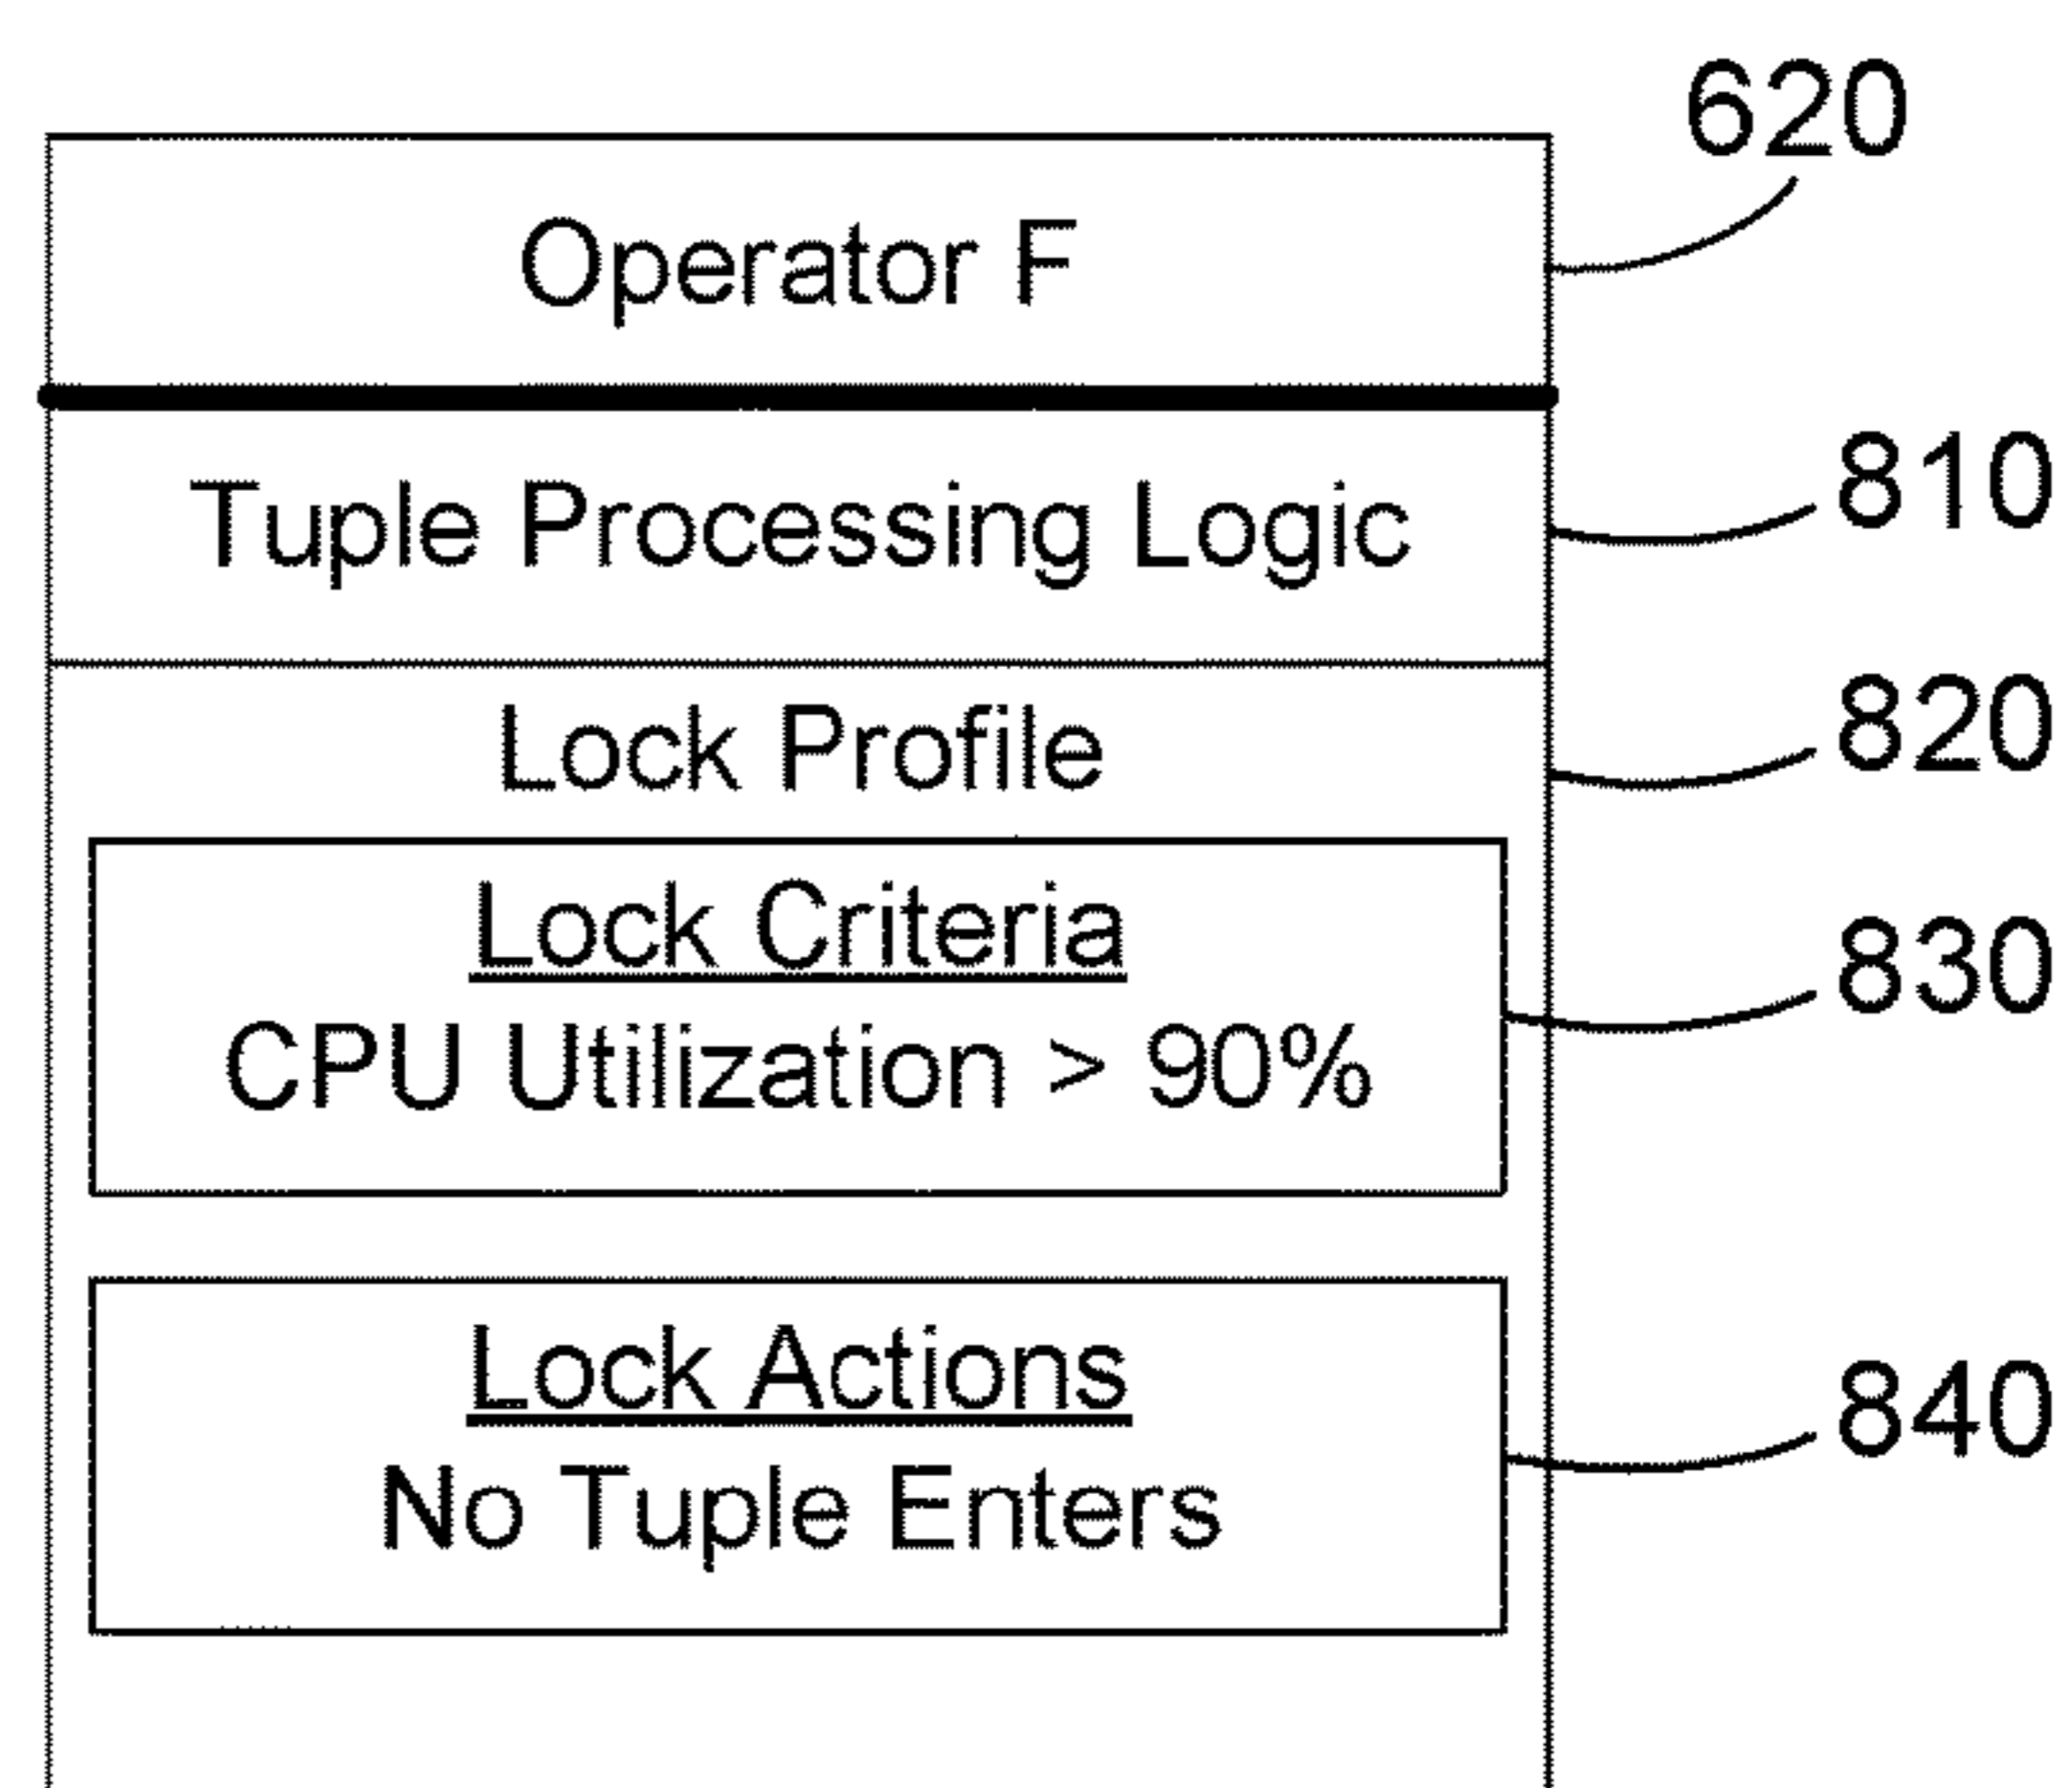 620
Operator F
Tuple Processing Logic
810
Lock Profile
820
Lock Criteria
830
CPU Utilization > 90%
Lock Actions
840
No Tuple Enters